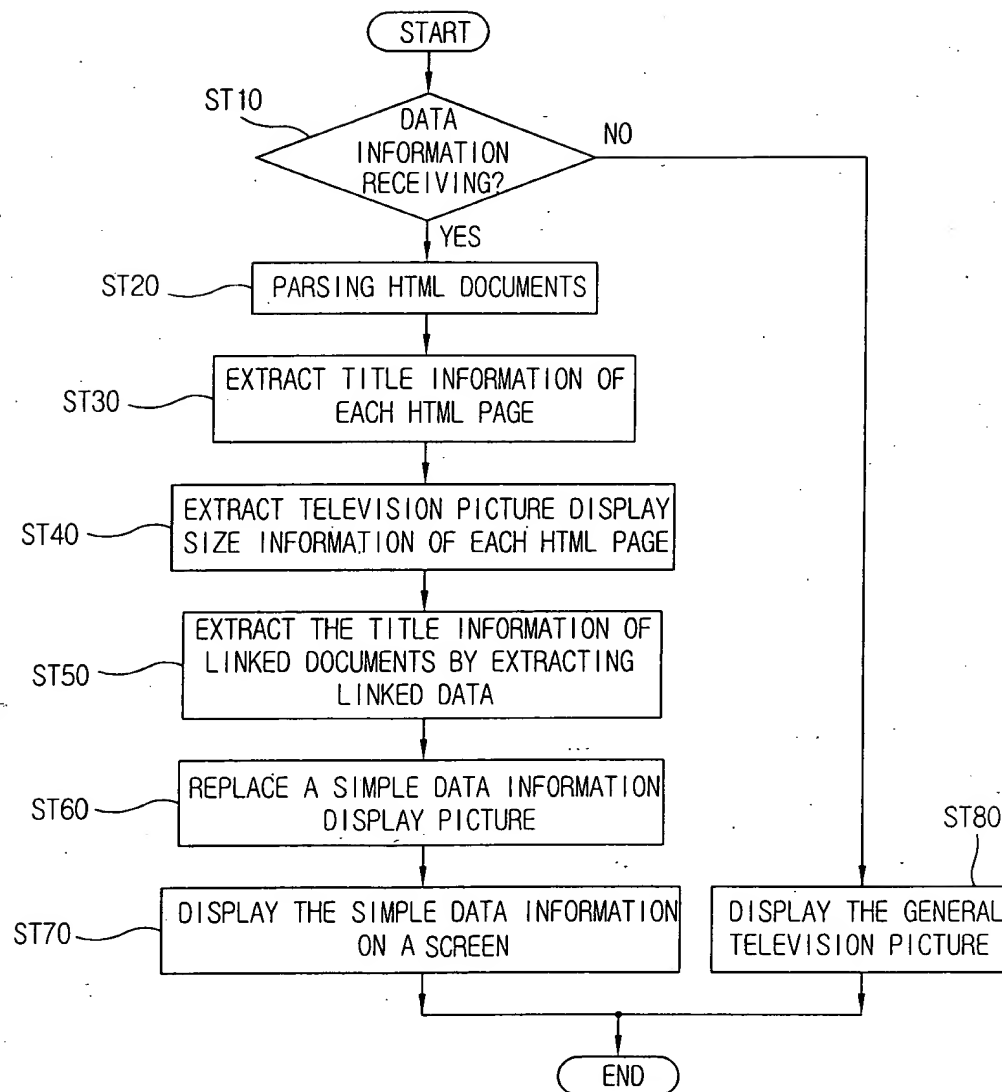 START
ST10
DATA
INFORMATION
RECEIVING?
NO
YES
ST20
PARSING HTML DOCUMENTS
ST30
EXTRACT TITLE INFORMATION OF
EACH HTML PAGE
ST40
EXTRACT TELEVISION PICTURE DISPLAY
SIZE INFORMATION OF EACH HTML PAGE
ST50
EXTRACT THE TITLE INFORMATION OF
LINKED DOCUMENTS BY EXTRACTING
LINKED DATA
ST60
REPLACE A SIMPLE DATA INFORMATION
DISPLAY PICTURE
ST70
DISPLAY THE SIMPLE DATA INFORMATION
ON A SCREEN
ST80
DISPLAY THE GENERAL
TELEVISION PICTURE
END